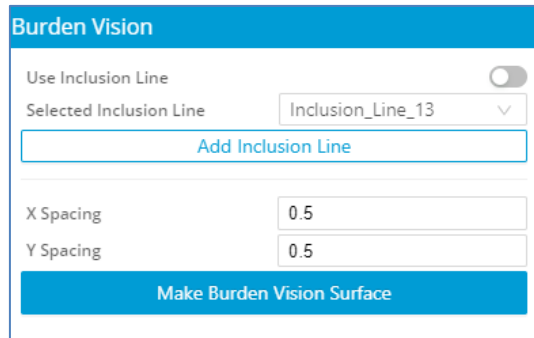 Burden Vision
Use Inclusion Line
Selected Inclusion Line Inclusion_Line_13
Add Inclusion Line
X Spacing 0.5
Y Spacing 0.5
Make Burden Vision Surface